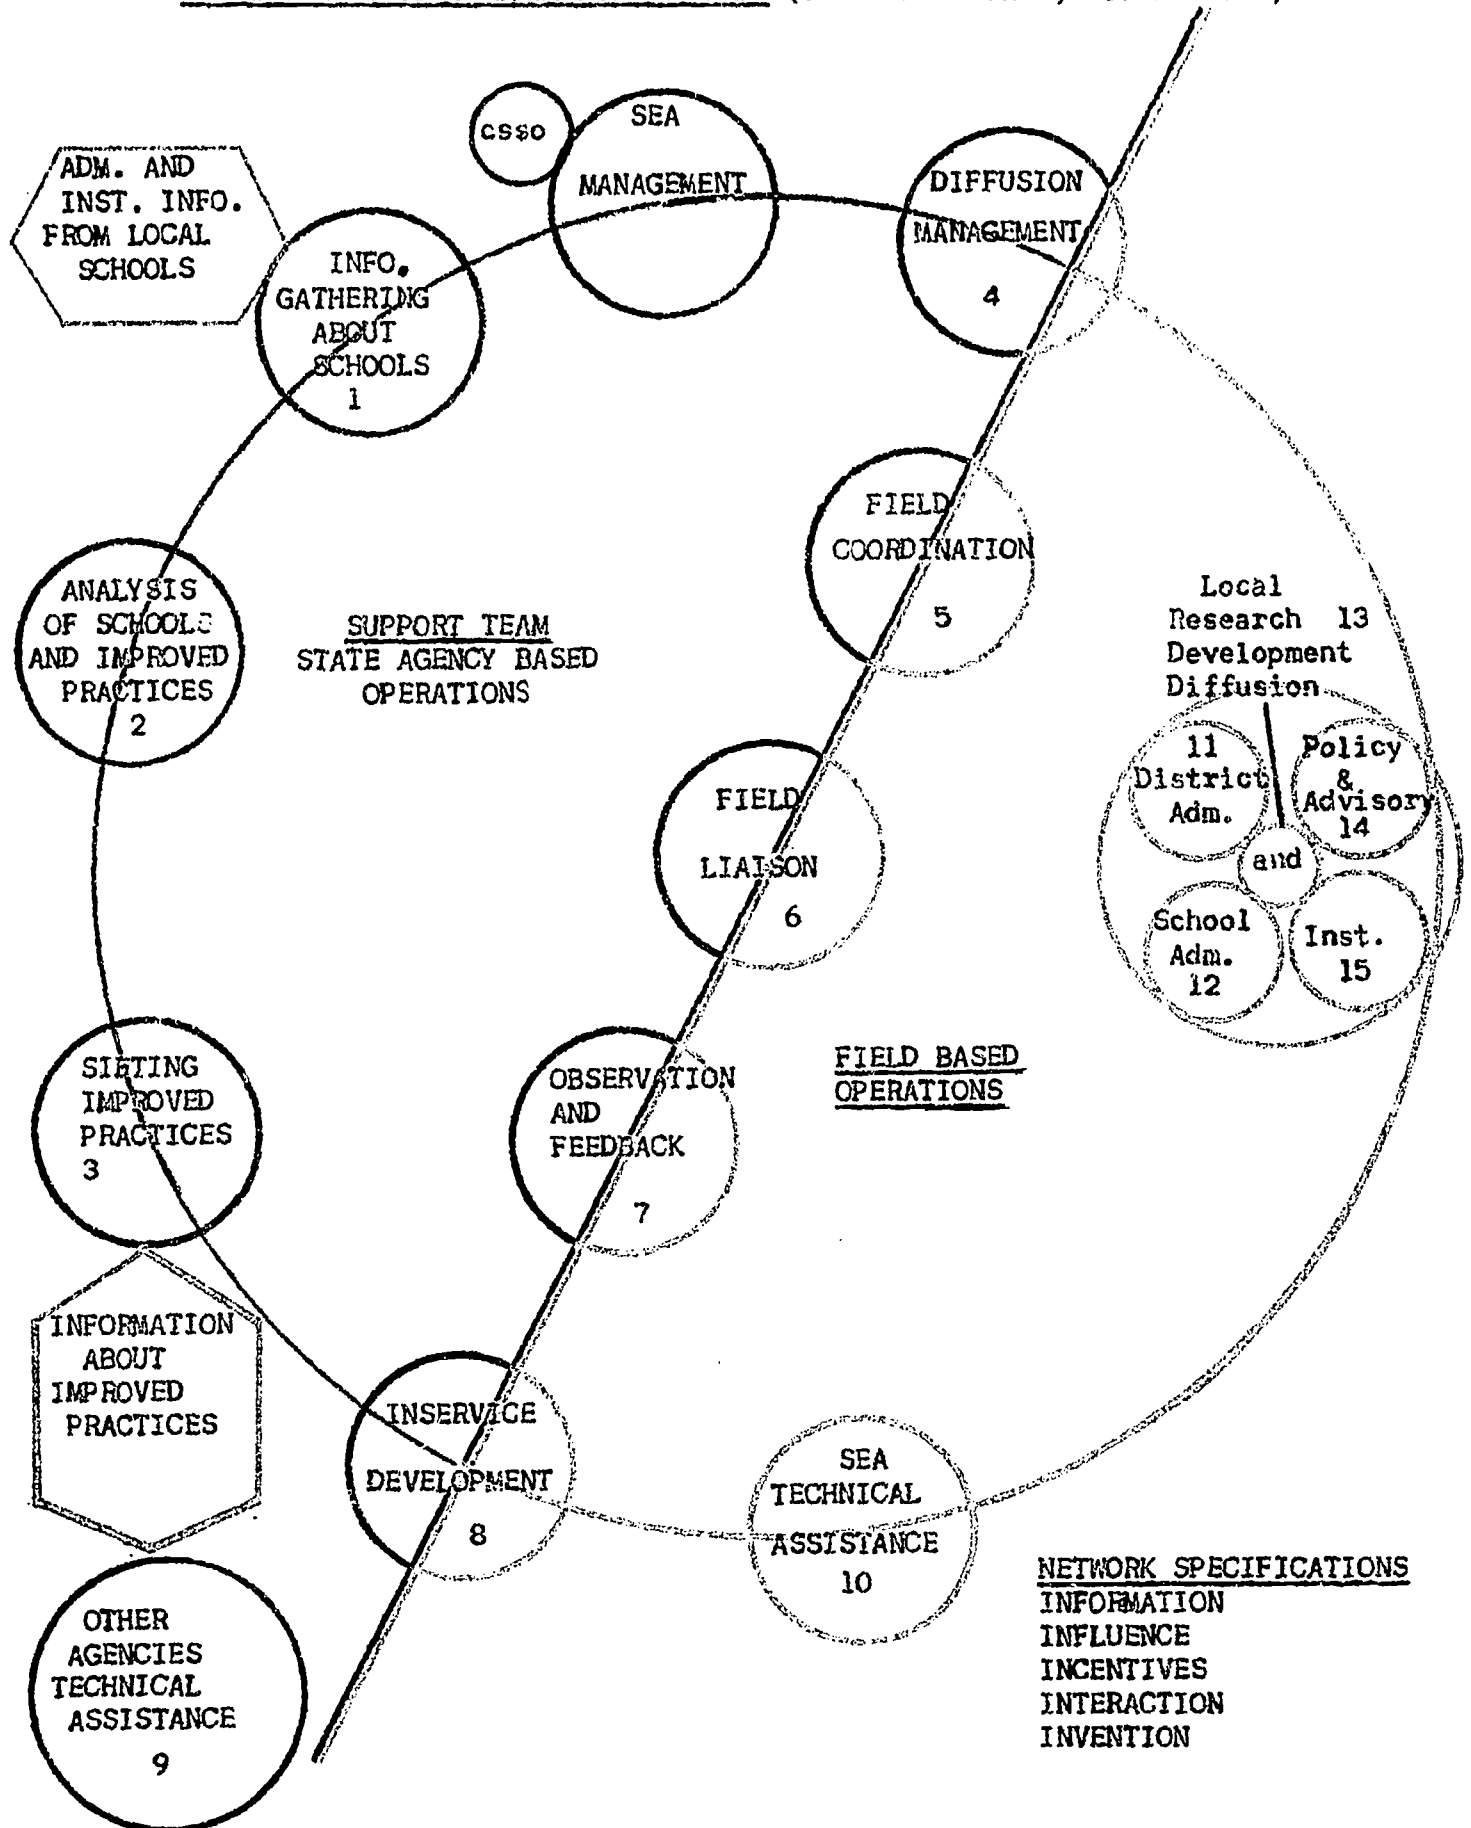 CSSO
SEA
MANAGEMENT
ADM. AND
INST. INFO.
FROM LOCAL
SCHOOLS
DIFFUSION
MANAGEMENT
4
INFO.
GATHERING
ABOUT
SCHOOLS
1
FIELD
COORDINATION
5
ANALYSIS
OF SCHOOLS
AND IMPROVED
PRACTICES
2
SUPPORT TEAM
STATE AGENCY BASED
OPERATIONS
Local
Research 13
Development
Diffusion
11
District
Adm.
Policy
&
Advisory
14
and
School
Adm.
12
Inst.
15
FIELD
LIAISON
6
SIFTING
IMPROVED
PRACTICES
3
OBSERVATION
AND
FEEDBACK
7
FIELD BASED
OPERATIONS
INFORMATION
ABOUT
IMPROVED
PRACTICES
INSERVICE
DEVELOPMENT
8
SEA
TECHNICAL
ASSISTANCE
10
OTHER
AGENCIES
TECHNICAL
ASSISTANCE
9
NETWORK SPECIFICATIONS
INFORMATION
INFLUENCE
INCENTIVES
INTERACTION
INVENTION